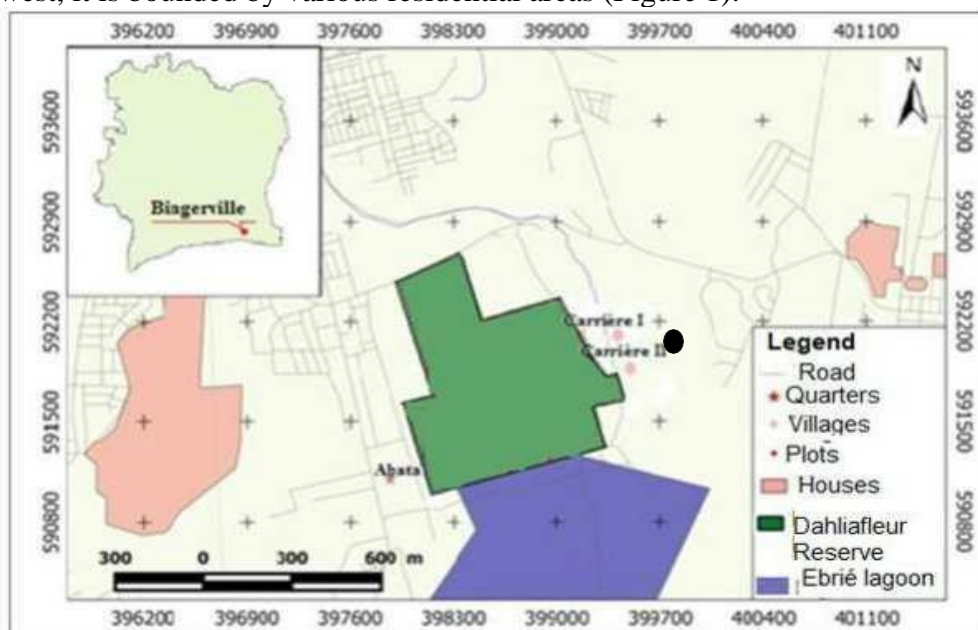 west, it is bounded by various residential areas (Figure 1).
396200 396900 397600 398300 399000 399700 400400 401100
N
593600
592900
592200
591500
590800
593600
592900
592200
591500
590800
Bingerville
Carrière I
Carrière II
Abata
Legend
Road
Quarters
Villages
Plots
Houses
Dahliafleur
Reserve
Ebrié lagoon
300 0 300 600 m
396200 396900 397600 398300 399000 399700 400400 401100